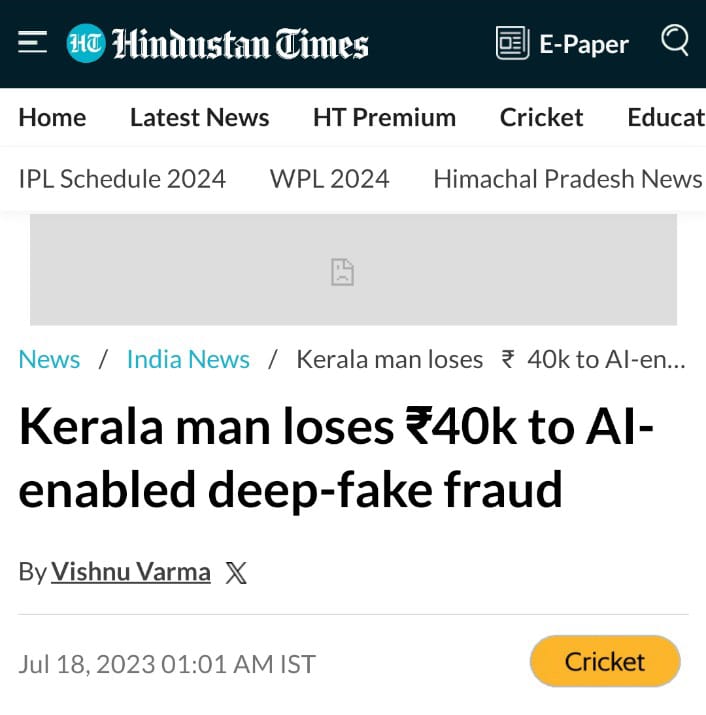 HT Hindustan Times E-Paper
Home Latest News HT Premium Cricket Educat
IPL Schedule 2024 WPL 2024 Himachal Pradesh News
News / India News / Kerala man loses ₹ 40k to AI-en...
Kerala man loses ₹40k to AI-
enabled deep-fake fraud
By Vishnu Varma X
Jul 18, 2023 01:01 AM IST
Cricket